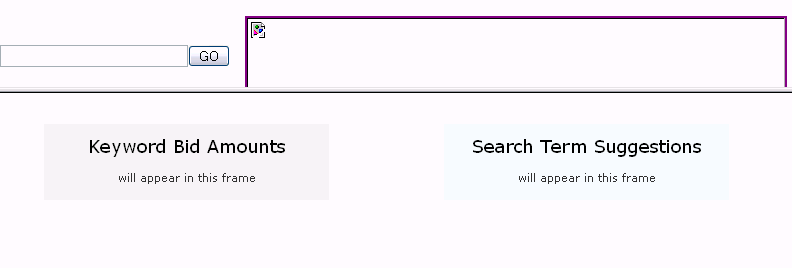 GO
Keyword Bid Amounts
will appear in this frame
Search Term Suggestions
will appear in this frame